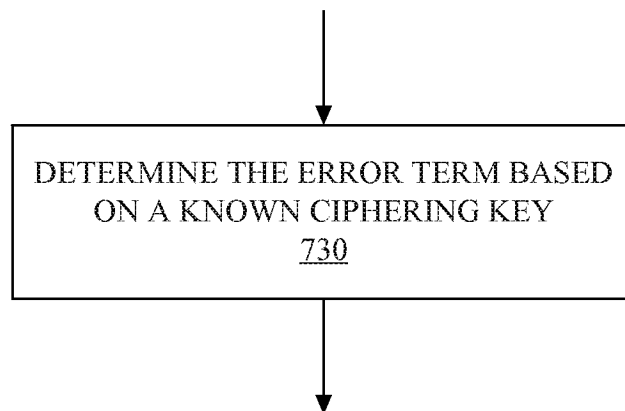 DETERMINE THE ERROR TERM BASED
ON A KNOWN CIPHERING KEY
730